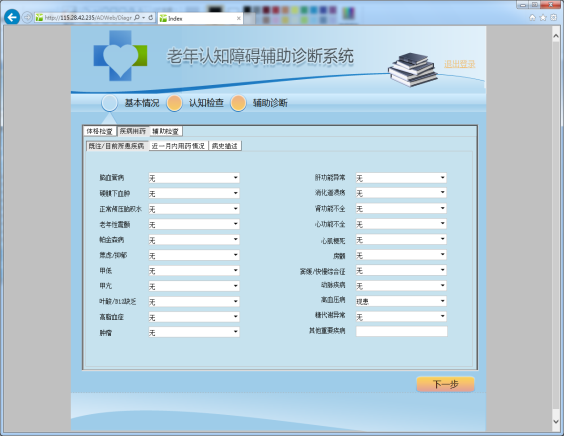 http://115.28.42.235/ADWeb/Diagr
Index
老年认知障碍辅助诊断系统
退出登录
基本情况 认知检查 辅助诊断
体格检查 疾病用药 辅助检查
既往/目前所患疾病 近一月内用药情况 病史描述
脑血管病 无 肝功能异常 无
硬膜下血肿 无 消化道溃疡 无
正常颅压脑积水 无 肾功能不全 无
老年性震颤 无 心功能不全 无
帕金森病 无 心肌梗死 无
焦虑/抑郁 无 房颤 无
甲低 无 窦缓/快慢综合征 无
甲亢 无 动脉疾病 无
叶酸/B12缺乏 无 高血压病 现患
高脂血症 无 糖代谢异常 无
肿瘤 无 其他重要疾病
下一步